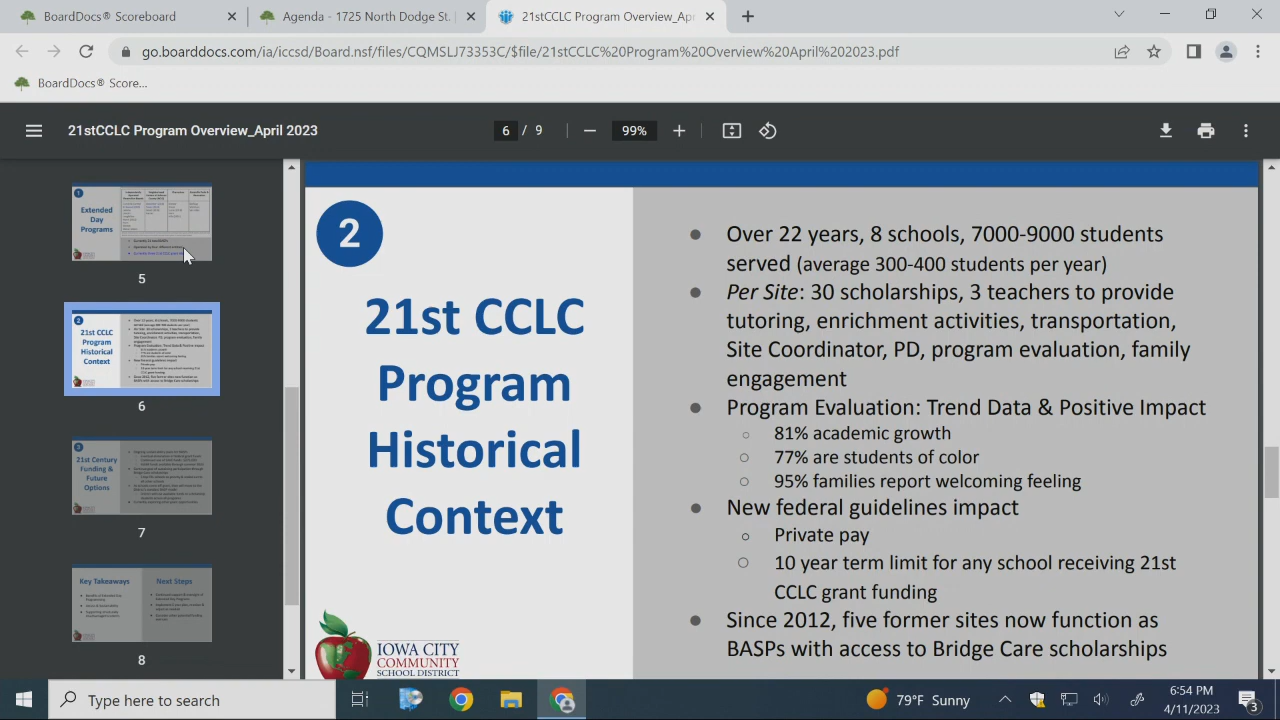 BoardDocs® Scoreboard
Agenda - 1725 North Dodge St.
21stCCLC Program Overview_Apr
go.boarddocs.com/ia/iccsd/Board.nsf/files/CQMSLJ73353C/$file/21stCCLC%20Program%20Overview%20April%202023.pdf
BoardDocs® Score...
21stCCLC Program Overview_April 2023
6 / 9
99%
1
Extended
Day
Programs
5
2
21st CCLC
Program
Historical
Context
6
3
21st Century
Funding &
Future
Options
7
Key Takeaways
Next Steps
8
2
21st CCLC
Program
Historical
Context
IOWA CITY
COMMUNITY
SCHOOL DISTRICT
Over 22 years, 8 schools, 7000-9000 students
served (average 300-400 students per year)
Per Site: 30 scholarships, 3 teachers to provide
tutoring, enrichment activities, transportation,
Site Coordinator, PD, program evaluation, family
engagement
Program Evaluation: Trend Data & Positive Impact
81% academic growth
77% are students of color
95% families report welcoming feeling
New federal guidelines impact
Private pay
10 year term limit for any school receiving 21st
CCLC grant funding
Since 2012, five former sites now function as
BASPs with access to Bridge Care scholarships
Type here to search
79°F Sunny
6:54 PM
4/11/2023
3